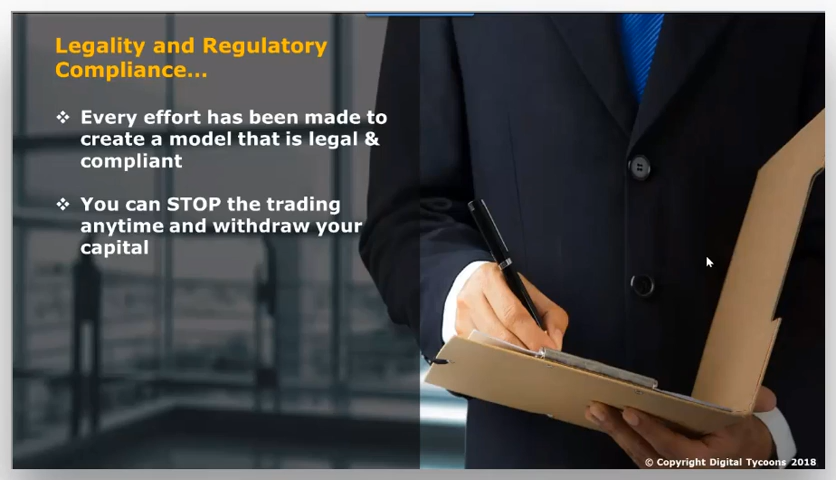 Legality and Regulatory
Compliance...
❖ Every effort has been made to
create a model that is legal &
compliant
❖ You can STOP the trading
anytime and withdraw your
capital
© Copyright Digital Tycoons 2018